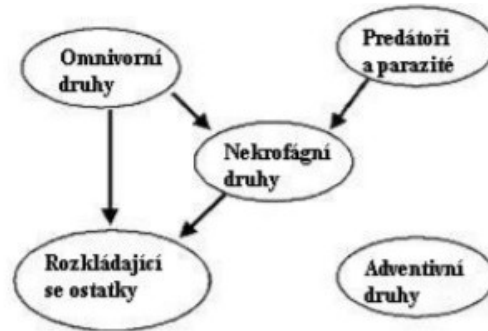 Omnivorní
druhy
Predátoři
a parazité
Nekrofágní
druhy
Rozkládající
se ostatky
Adventivní
druhy